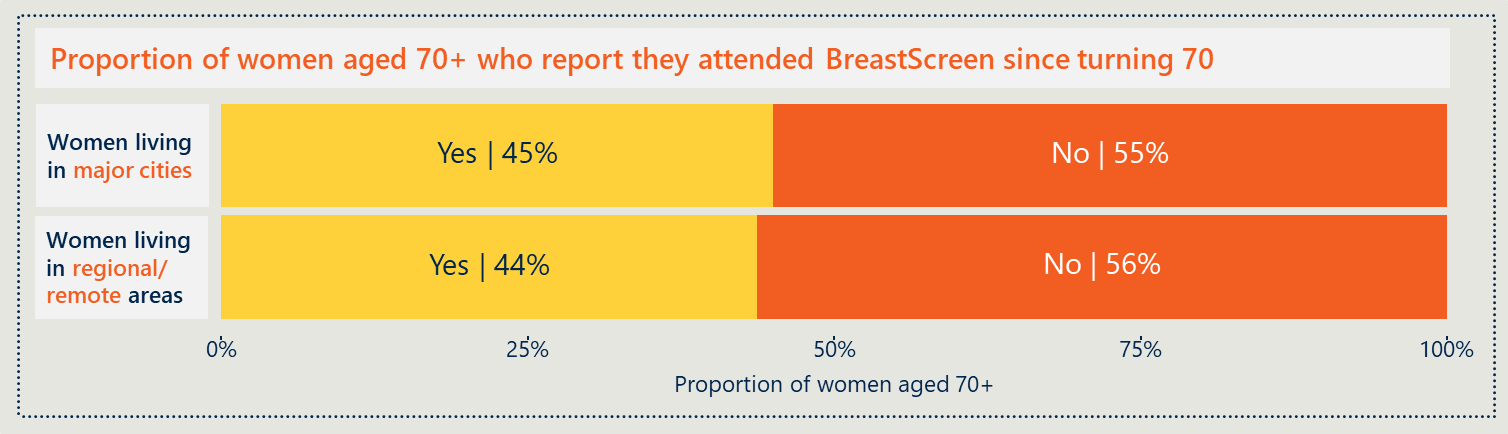 Proportion of women aged 70+ who report they attended BreastScreen since turning 70
Women living
in major cities
Yes | 45%
No | 55%
Women living
in regional/
remote areas
Yes | 44%
No | 56%
0%
25%
50%
75%
100%
Proportion of women aged 70+